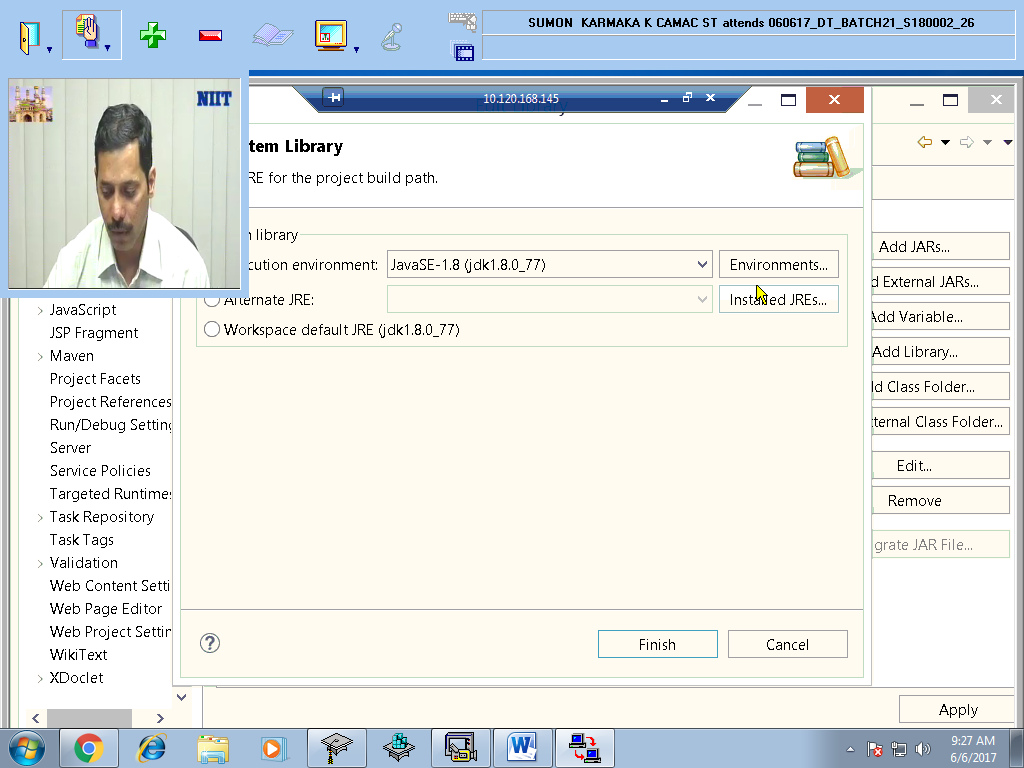 SUMON KARMAKA K CAMAC ST attends 060617_DT_BATCH21_S180002_26
NIIT
10.120.168.145
tem Library
RE for the project build path.
library
cution environment:
JavaSE-1.8 (jdk1.8.0_77)
Environments...
Alternate JRE:
Installed JREs...
Workspace default JRE (jdk1.8.0_77)
Add JARs...
d External JARs...
Add Variable...
Add Library...
ld Class Folder...
ternal Class Folder...
Edit...
Remove
grate JAR File...
JavaScript
JSP Fragment
Maven
Project Facets
Project References
Run/Debug Setting
Server
Service Policies
Targeted Runtimes
Task Repository
Task Tags
Validation
Web Content Setti
Web Page Editor
Web Project Settin
WikiText
XDoclet
?
Finish
Cancel
Apply
9:27 AM
6/6/2017